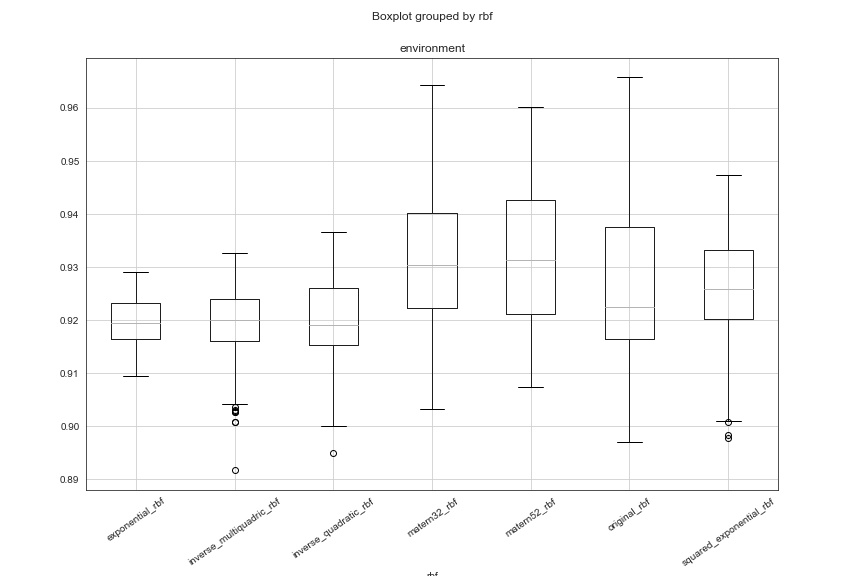 Boxplot grouped by rbf
environment
0.96
0.95
0.94
0.93
0.92
0.91
0.90
0.89
exponential_rbf
inverse_multiquadric_rbf
inverse_quadratic_rbf
matern32_rbf
matern52_rbf
original_rbf
squared_exponential_rbf
rbf